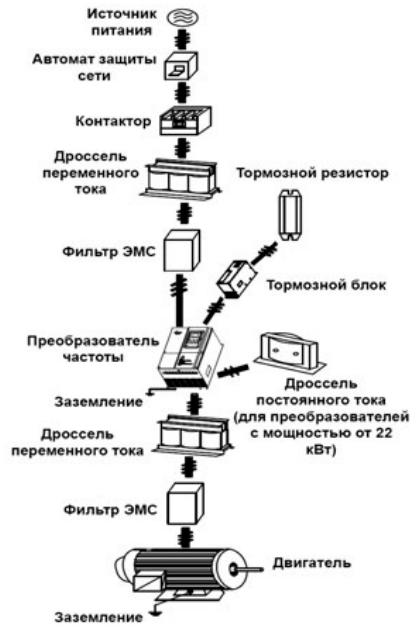 Источник
питания
Автомат защиты
сети
Контактор
Дроссель
переменного
тока
Тормозной резистор
Фильтр ЭМС
Тормозной блок
Преобразователь
частоты
Заземление
Дроссель
постоянного тока
(для преобразователей
с мощностью от 22
кВт)
Дроссель
переменного тока
Фильтр ЭМС
Двигатель
Заземление